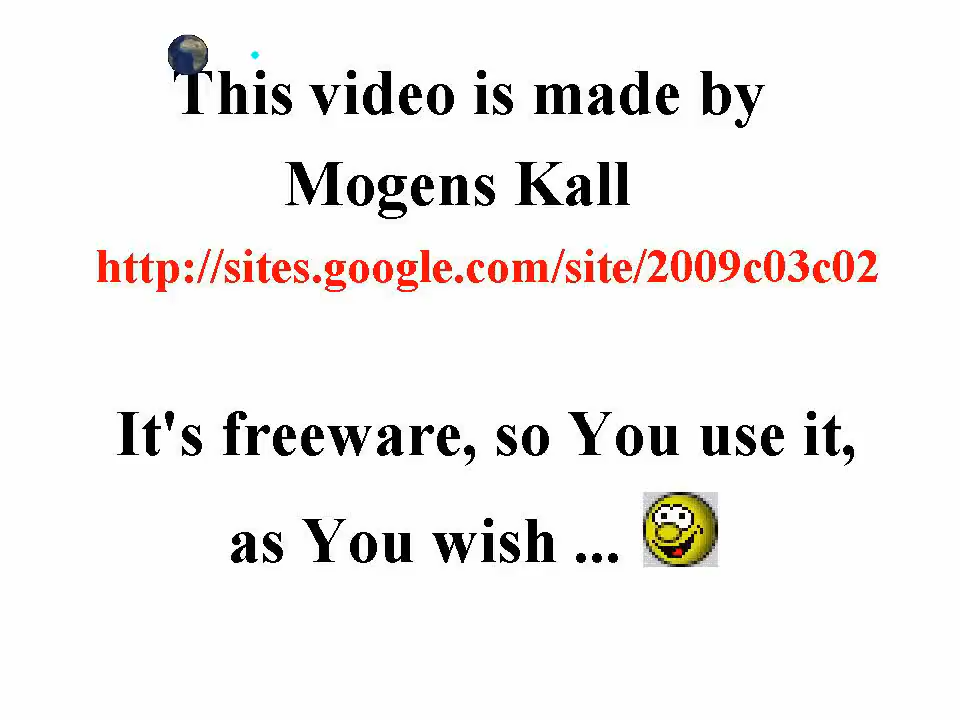 This video is made by
Mogens Kall
http://sites.google.com/site/2009c03c02
It's freeware, so You use it,
as You wish ...